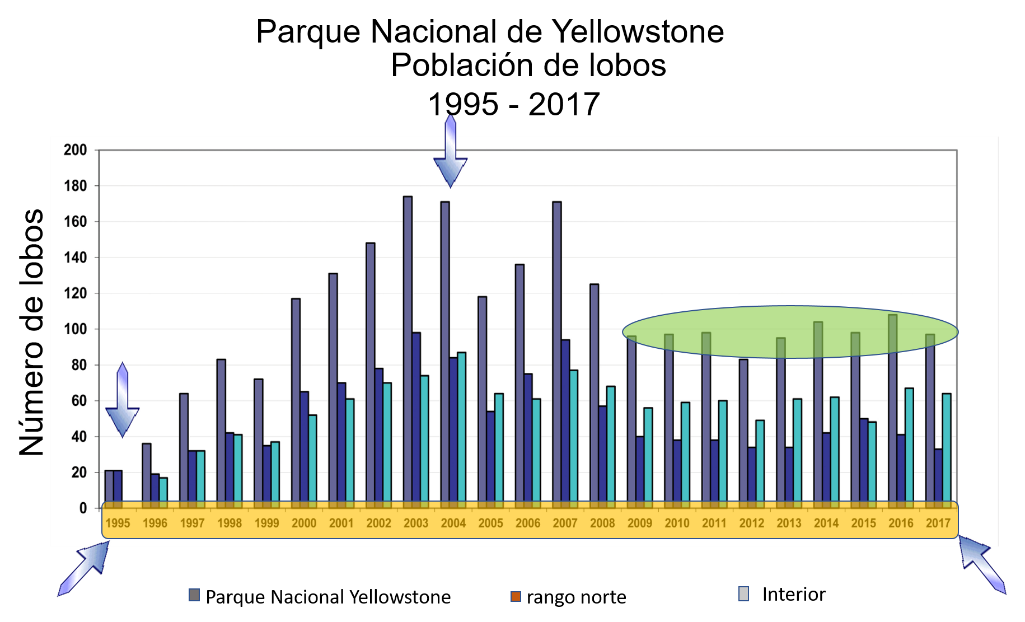 Parque Nacional de Yellowstone
Población de lobos
1995 - 2017
Número de lobos
200
180
160
140
120
100
80
60
40
20
0
1995 1996 1997 1998 1999 2000 2001 2002 2003 2004 2005 2006 2007 2008 2009 2010 2011 2012 2013 2014 2015 2016 2017
Parque Nacional Yellowstone rango norte Interior